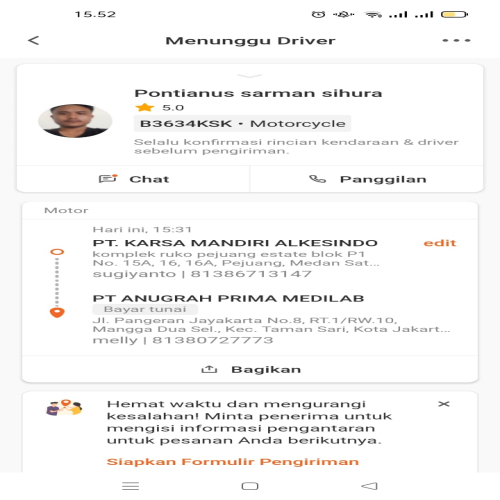 15.52
Menunggu Driver
Pontianus sarman sihura
5.0
B3634KSK • Motorcycle
Selalu konfirmasi rincian kendaraan & driver
sebelum pengiriman.
Chat
Panggilan
Motor
Hari ini, 15:31
PT. KARSA MANDIRI ALKESINDO
edit
komplek ruko pejuang estate blok P1
No. 15A, 16, 16A, Pejuang, Medan Sat...
sugiyanto | 81386713147
PT ANUGRAH PRIMA MEDILAB
Bayar tunai
Jl. Pangeran Jayakarta No.8, RT.1/RW.10,
Mangga Dua Sel., Kec. Taman Sari, Kota Jakart...
melly | 81380727773
Bagikan
Hemat waktu dan mengurangi
kesalahan! Minta penerima untuk
mengisi informasi pengantaran
untuk pesanan Anda berikutnya.
Siapkan Formulir Pengiriman